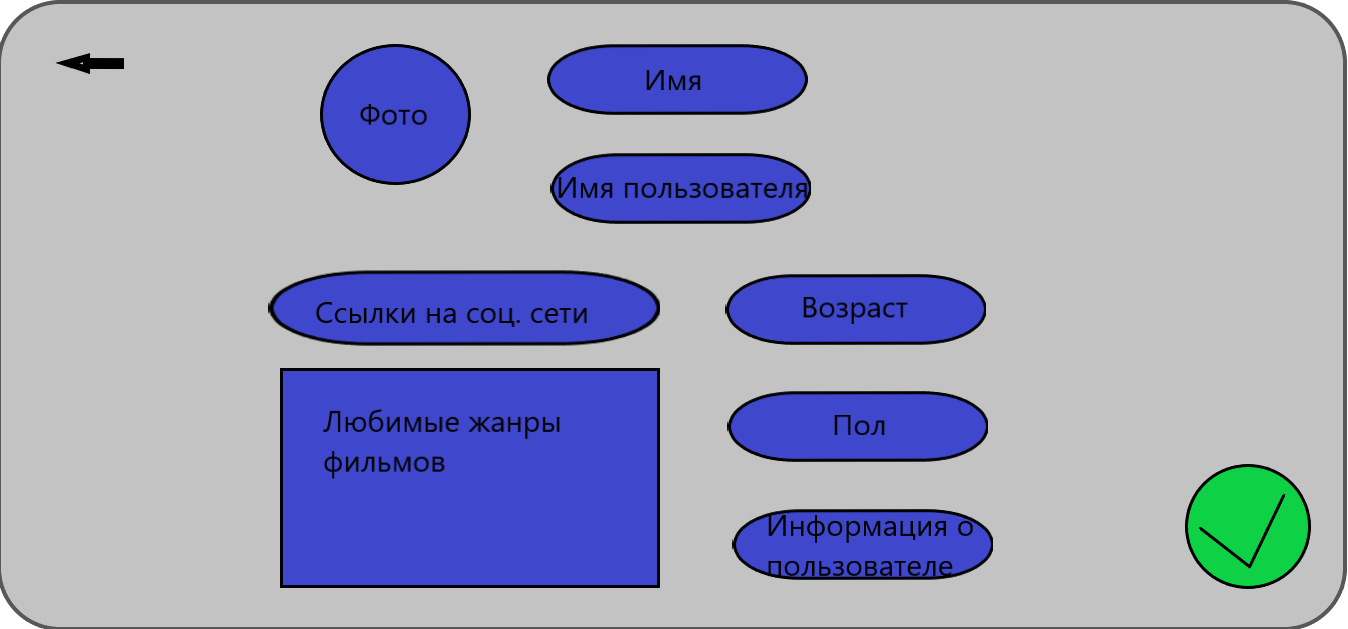 Фото
Имя
Имя пользователя
Ссылки на соц. сети
Возраст
Любимые жанры
фильмов
Пол
Информация о
пользователе